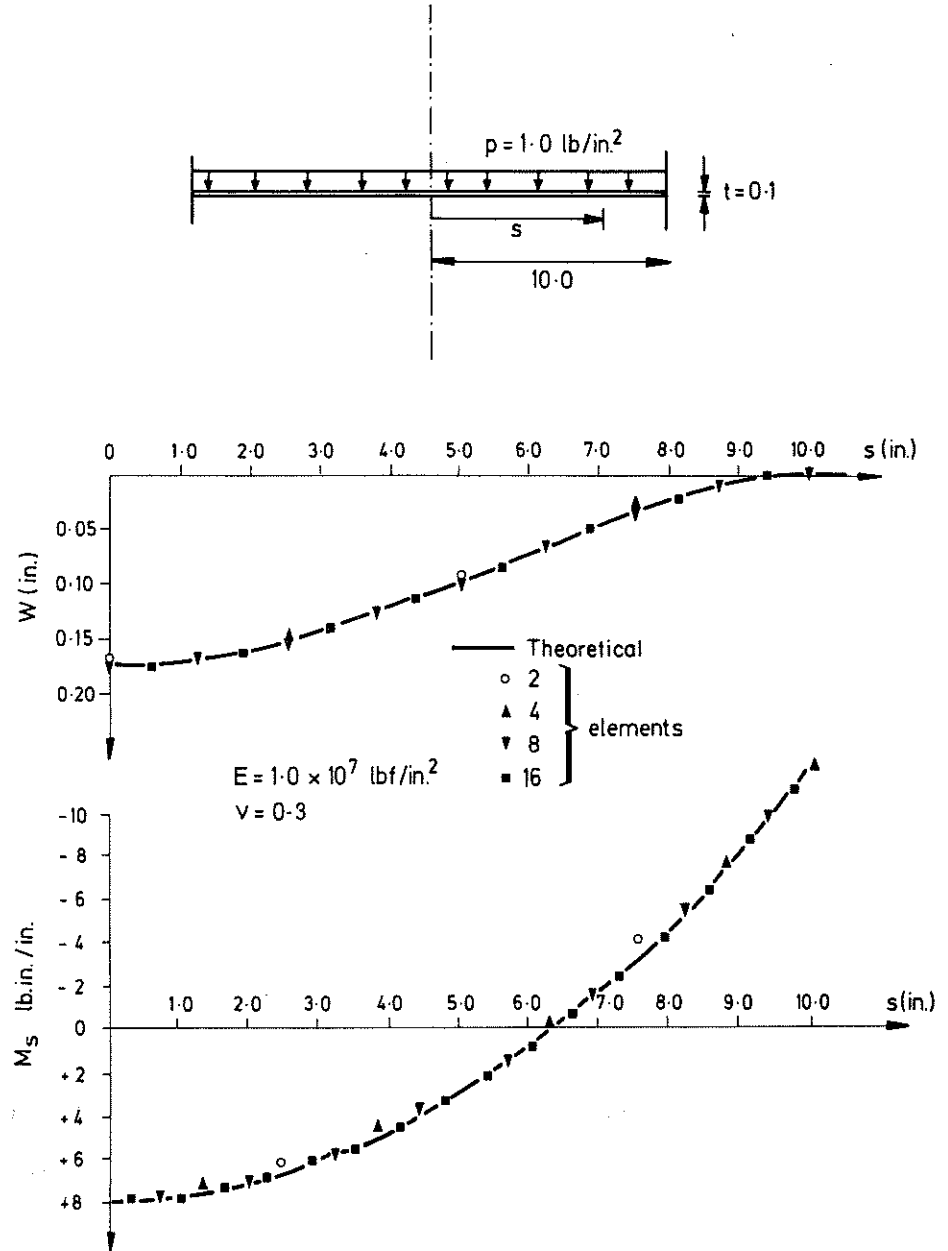 p = 1·0 lb/in.²
t=0·1
s
10·0
0 1·0 2·0 3·0 4·0 5·0 6·0 7·0 8·0 9·0 10·0 s (in.)
0·05
0·10
0·15
0·20
W (in.)
Theoretical
2
4
8
16
elements
E = 1·0 × 10⁷ lbf/in.²
ν = 0·3
-10
- 8
- 6
- 4
- 2
0
+2
+4
+6
+8
Ms lb.in./in.
1·0 2·0 3·0 4·0 5·0 6·0 7·0 8·0 9·0 10·0 s(in.)